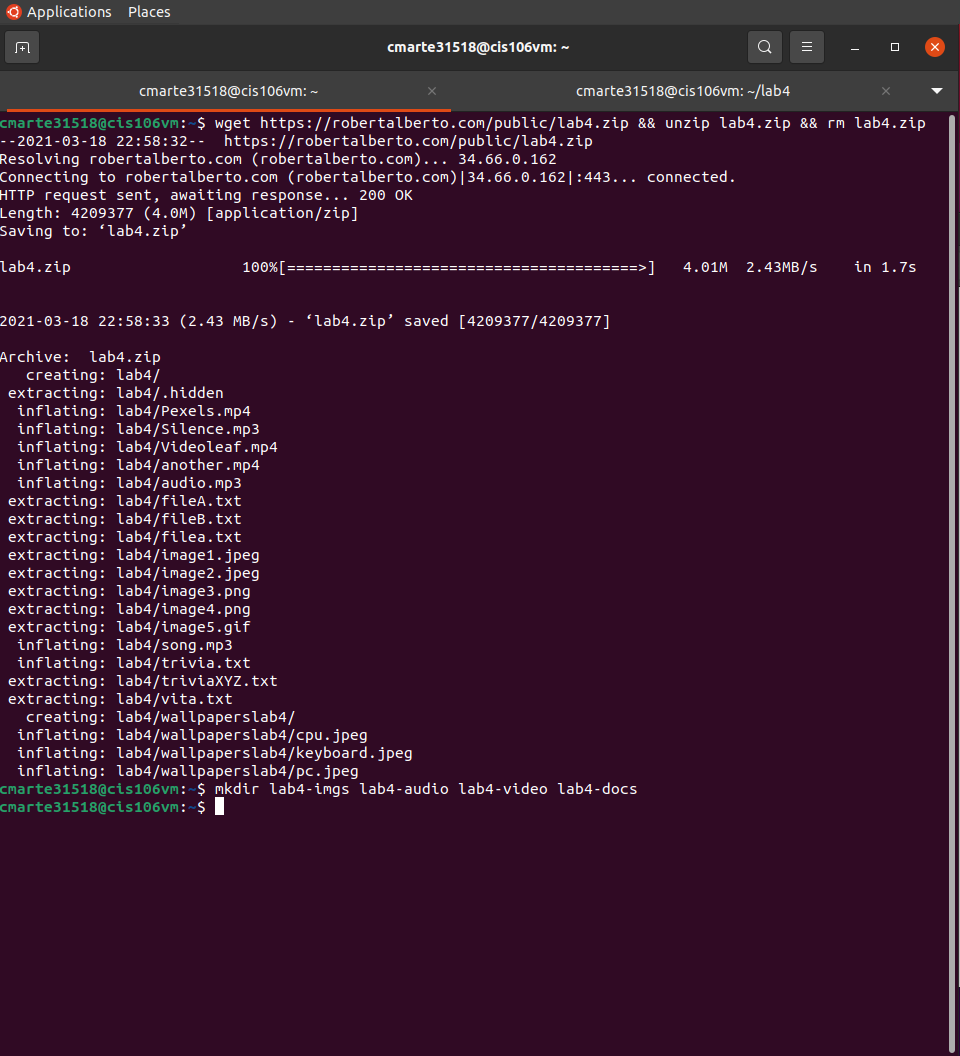 Applications Places
cmarte31518@cis106vm: ~
cmarte31518@cis106vm: ~ cmarte31518@cis106vm: ~/lab4
cmarte31518@cis106vm:~$ wget https://robertalberto.com/public/lab4.zip && unzip lab4.zip && rm lab4.zip
--2021-03-18 22:58:32--  https://robertalberto.com/public/lab4.zip
Resolving robertalberto.com (robertalberto.com)... 34.66.0.162
Connecting to robertalberto.com (robertalberto.com)|34.66.0.162|:443... connected.
HTTP request sent, awaiting response... 200 OK
Length: 4209377 (4.0M) [application/zip]
Saving to: ‘lab4.zip’
lab4.zip                   100%[=======================================>]   4.01M  2.43MB/s    in 1.7s
2021-03-18 22:58:33 (2.43 MB/s) - ‘lab4.zip’ saved [4209377/4209377]
Archive:  lab4.zip
   creating: lab4/
 extracting: lab4/.hidden
  inflating: lab4/Pexels.mp4
  inflating: lab4/Silence.mp3
  inflating: lab4/Videoleaf.mp4
  inflating: lab4/another.mp4
  inflating: lab4/audio.mp3
 extracting: lab4/fileA.txt
 extracting: lab4/fileB.txt
 extracting: lab4/filea.txt
 extracting: lab4/image1.jpeg
 extracting: lab4/image2.jpeg
 extracting: lab4/image3.png
 extracting: lab4/image4.png
 extracting: lab4/image5.gif
  inflating: lab4/song.mp3
  inflating: lab4/trivia.txt
 extracting: lab4/triviaXYZ.txt
 extracting: lab4/vita.txt
   creating: lab4/wallpaperslab4/
  inflating: lab4/wallpaperslab4/cpu.jpeg
  inflating: lab4/wallpaperslab4/keyboard.jpeg
  inflating: lab4/wallpaperslab4/pc.jpeg
cmarte31518@cis106vm:~$ mkdir lab4-imgs lab4-audio lab4-video lab4-docs
cmarte31518@cis106vm:~$